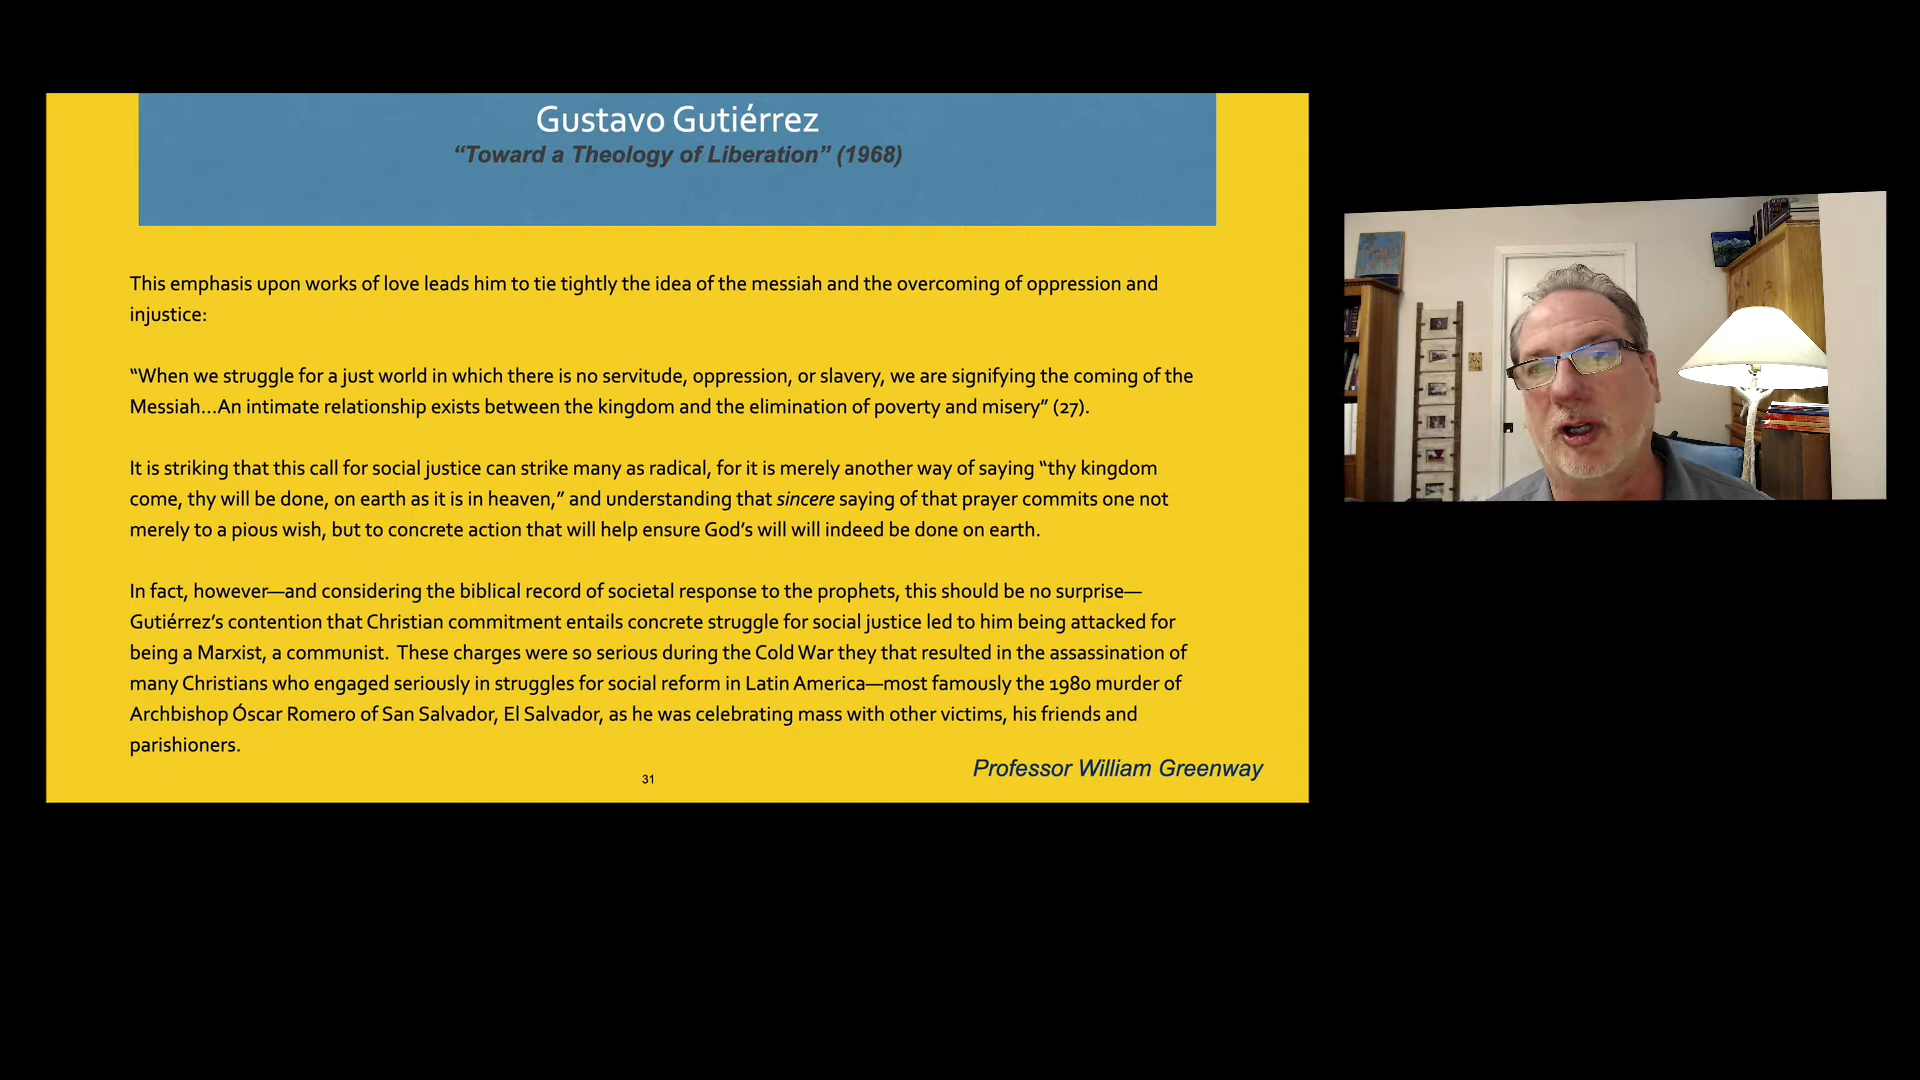 Gustavo Gutiérrez
“Toward a Theology of Liberation” (1968)
This emphasis upon works of love leads him to tie tightly the idea of the messiah and the overcoming of oppression and
injustice:
“When we struggle for a just world in which there is no servitude, oppression, or slavery, we are signifying the coming of the
Messiah…An intimate relationship exists between the kingdom and the elimination of poverty and misery” (27).
It is striking that this call for social justice can strike many as radical, for it is merely another way of saying “thy kingdom
come, thy will be done, on earth as it is in heaven,” and understanding that sincere saying of that prayer commits one not
merely to a pious wish, but to concrete action that will help ensure God’s will will indeed be done on earth.
In fact, however—and considering the biblical record of societal response to the prophets, this should be no surprise—
Gutiérrez’s contention that Christian commitment entails concrete struggle for social justice led to him being attacked for
being a Marxist, a communist.  These charges were so serious during the Cold War they that resulted in the assassination of
many Christians who engaged seriously in struggles for social reform in Latin America—most famously the 1980 murder of
Archbishop Óscar Romero of San Salvador, El Salvador, as he was celebrating mass with other victims, his friends and
parishioners.
Professor William Greenway
31